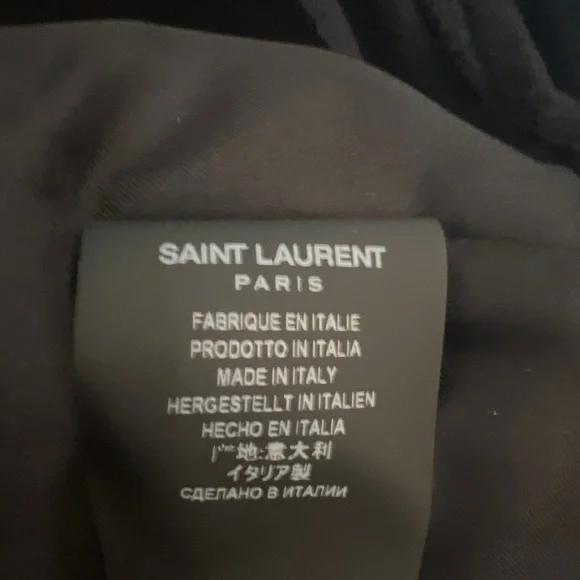 SAINT LAURENT
PARIS
FABRIQUE EN ITALIE
PRODOTTO IN ITALIA
MADE IN ITALY
HERGESTELLT IN ITALIEN
HECHO EN ITALIA
地:意大利
イタリア製
СДЕЛАНО В ИТАЛИИ